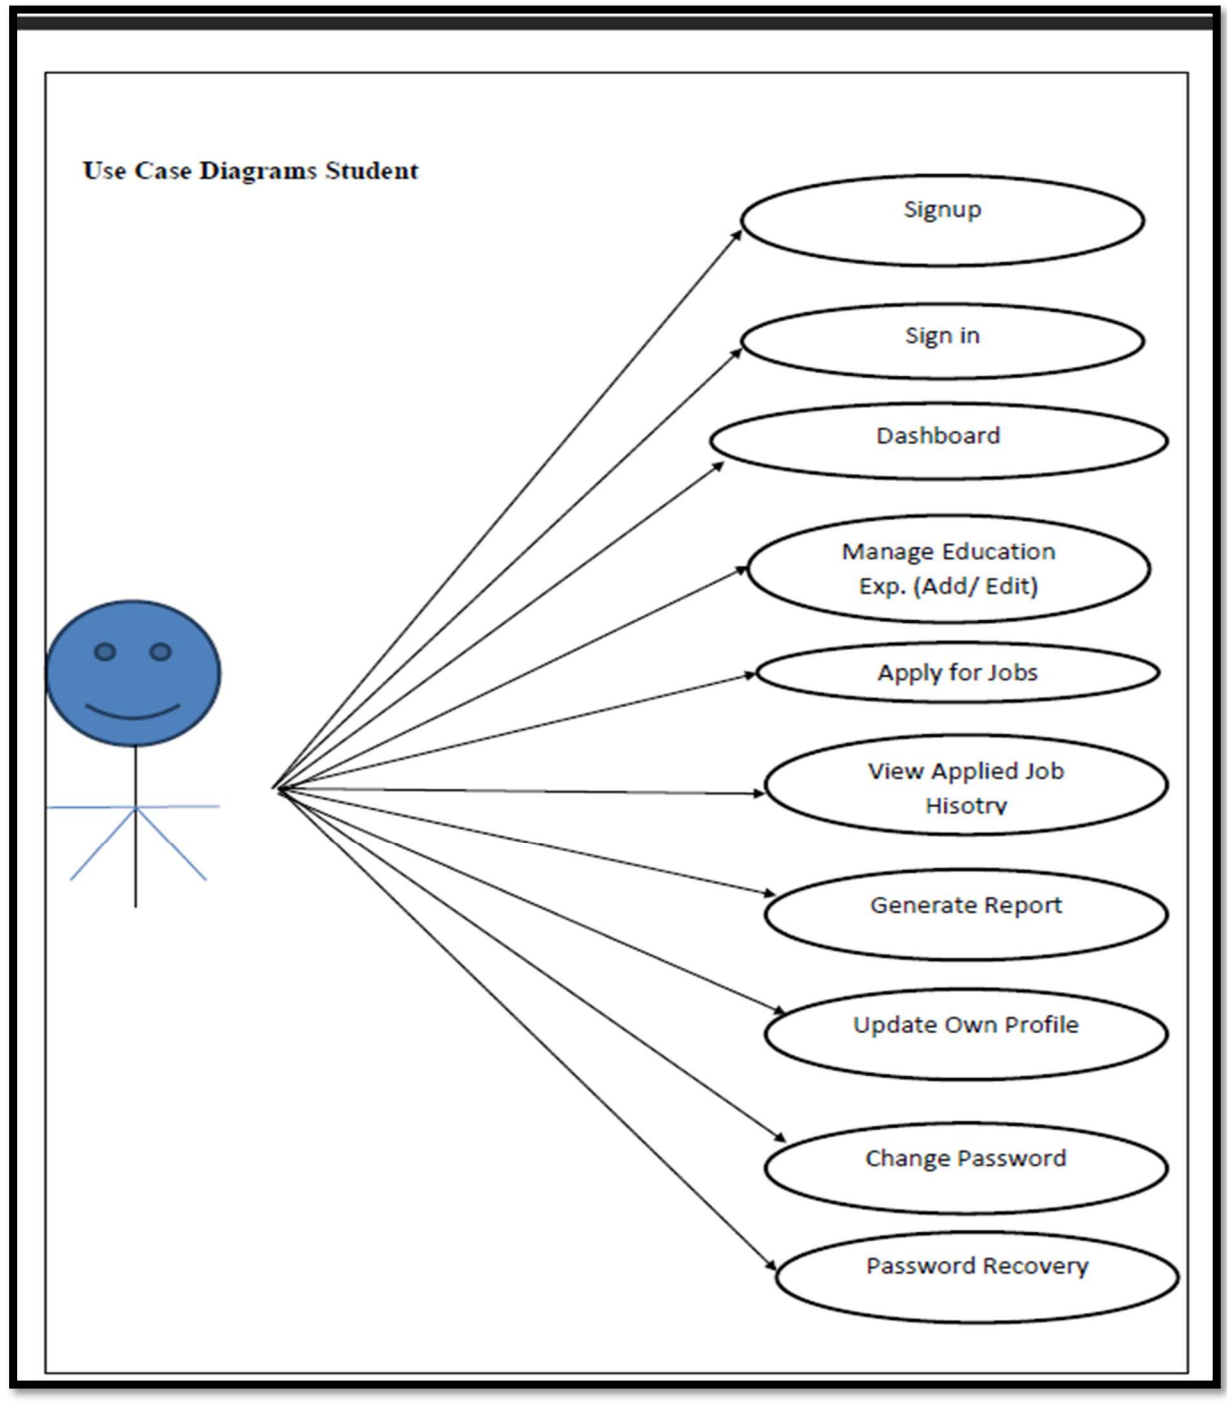 Use Case Diagrams Student
Signup
Sign in
Dashboard
Manage Education
Exp. (Add/ Edit)
Apply for Jobs
View Applied Job
Hisotry
Generate Report
Update Own Profile
Change Password
Password Recovery